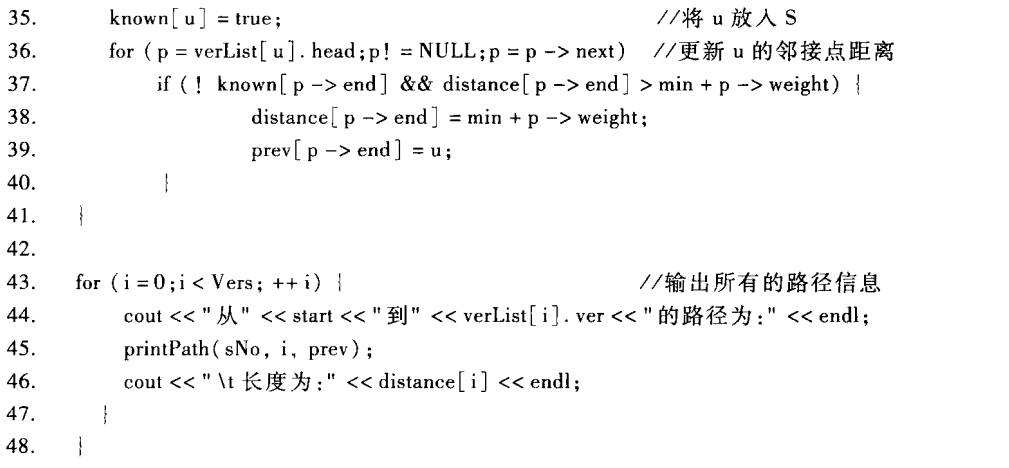 35. known[u] = true; //将 u 放入 S
36. for (p = verList[u].head;p! = NULL;p = p -> next) //更新 u 的邻接点距离
37. if (! known[p -> end] && distance[p -> end] > min + p -> weight) {
38. distance[p -> end] = min + p -> weight;
39. prev[p -> end] = u;
40. }
41. }
42.
43. for (i = 0;i < Vers; ++ i) { //输出所有的路径信息
44. cout << "从" << start << "到" << verList[i].ver << "的路径为:" << endl;
45. printPath(sNo, i, prev);
46. cout << "\t 长度为:" << distance[i] << endl;
47. }
48. }